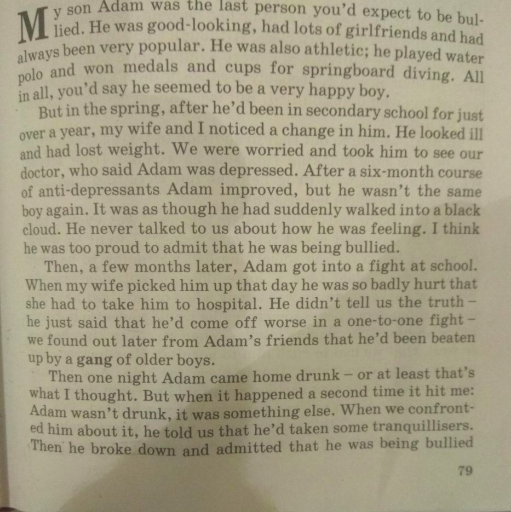 My son Adam was the last person you'd expect to be bul-
lied. He was good-looking, had lots of girlfriends and had
always been very popular. He was also athletic; he played water
polo and won medals and cups for springboard diving. All
in all, you'd say he seemed to be a very happy boy.
But in the spring, after he'd been in secondary school for just
over a year, my wife and I noticed a change in him. He looked ill
and had lost weight. We were worried and took him to see our
doctor, who said Adam was depressed. After a six-month course
of anti-depressants Adam improved, but he wasn't the same
boy again. It was as though he had suddenly walked into a black
cloud. He never talked to us about how he was feeling. I think
he was too proud to admit that he was being bullied.
Then, a few months later, Adam got into a fight at school.
When my wife picked him up that day he was so badly hurt that
she had to take him to hospital. He didn't tell us the truth –
he just said that he'd come off worse in a one-to-one fight –
we found out later from Adam's friends that he'd been beaten
up by a gang of older boys.
Then one night Adam came home drunk – or at least that's
what I thought. But when it happened a second time it hit me:
Adam wasn't drunk, it was something else. When we confront-
ed him about it, he told us that he'd taken some tranquillisers.
Then he broke down and admitted that he was being bullied
79